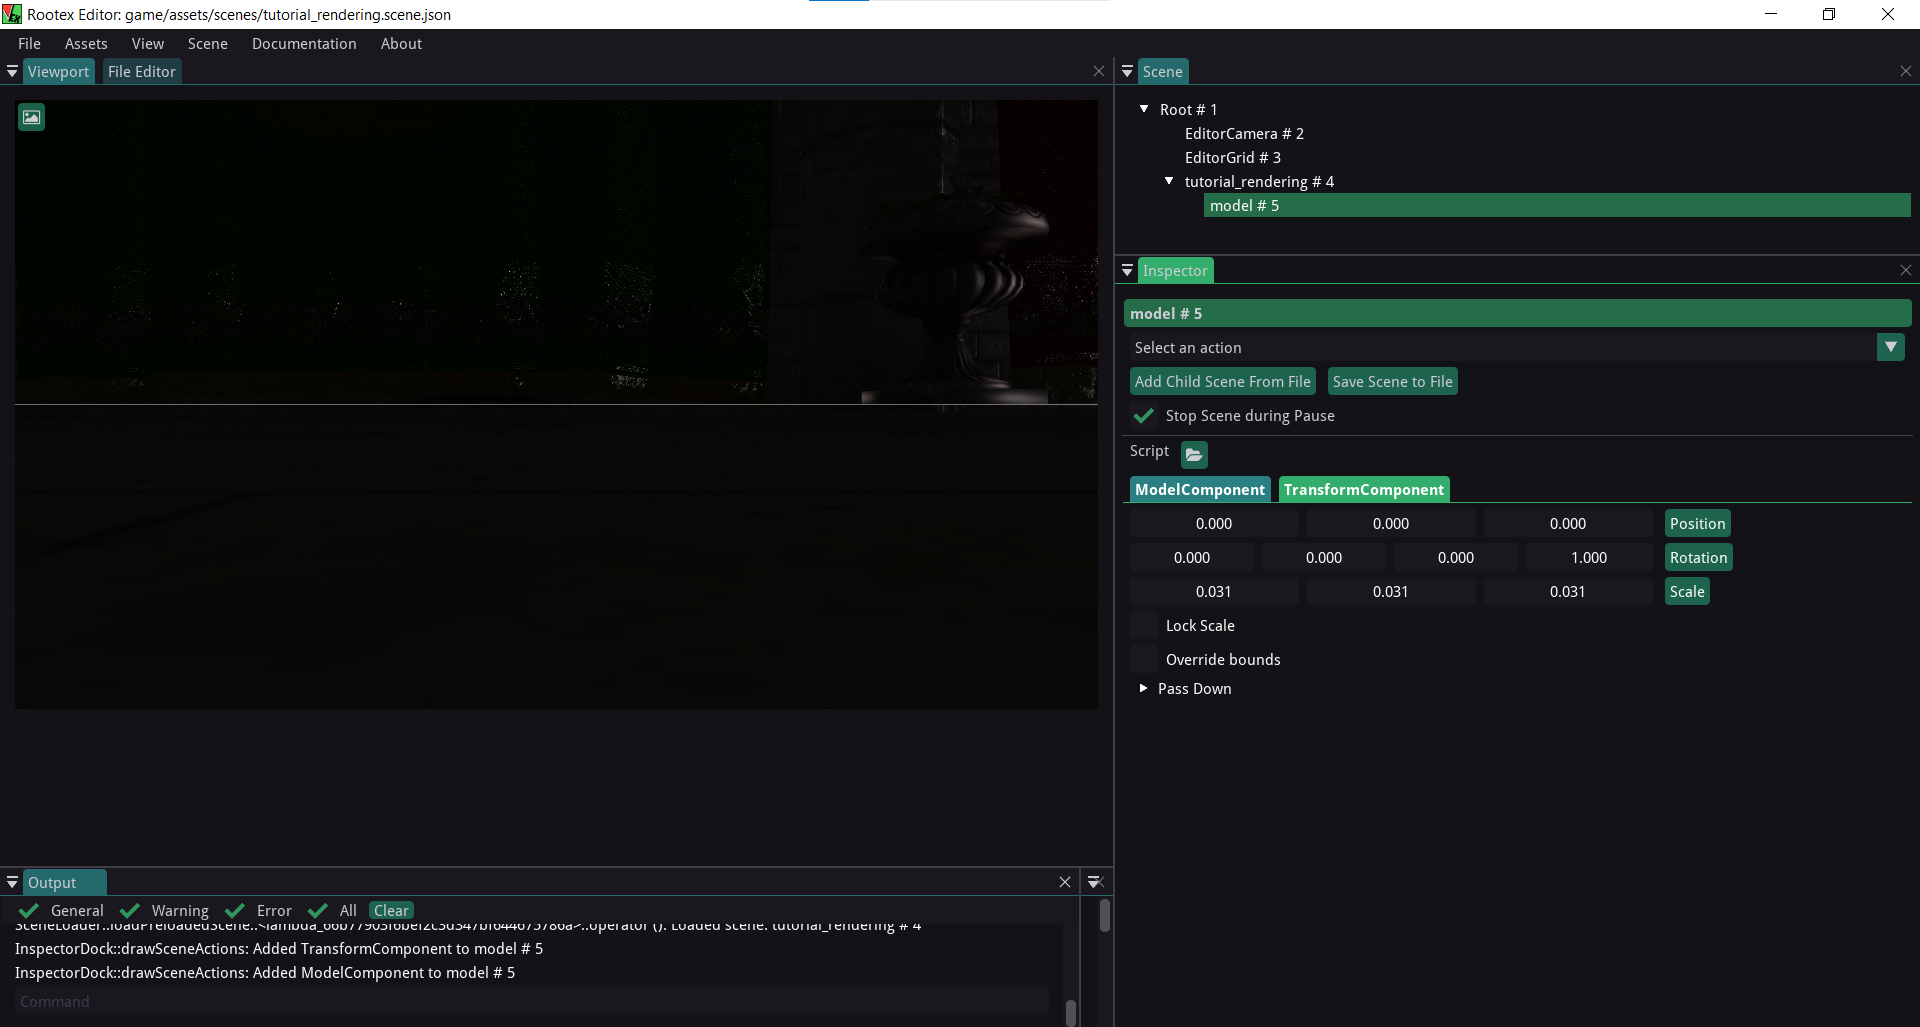 Rootex Editor: game/assets/scenes/tutorial_rendering.scene.json
File Assets View Scene Documentation About
Viewport File Editor
Scene
Root # 1
EditorCamera # 2
EditorGrid # 3
tutorial_rendering # 4
model # 5
Inspector
model # 5
Select an action
Add Child Scene From File Save Scene to File
Stop Scene during Pause
Script
ModelComponent TransformComponent
0.000 0.000 0.000 Position
0.000 0.000 0.000 1.000 Rotation
0.031 0.031 0.031 Scale
Lock Scale
Override bounds
Pass Down
Output
General Warning Error All Clear
Loaded scene: tutorial_rendering # 4
InspectorDock::drawSceneActions: Added TransformComponent to model # 5
InspectorDock::drawSceneActions: Added ModelComponent to model # 5
Command